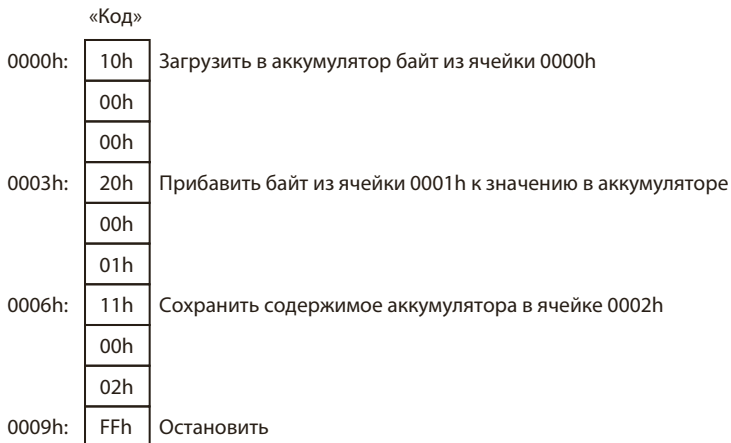 «Код»
0000h: 10h Загрузить в аккумулятор байт из ячейки 0000h
00h
00h
0003h: 20h Прибавить байт из ячейки 0001h к значению в аккумуляторе
00h
01h
0006h: 11h Сохранить содержимое аккумулятора в ячейке 0002h
00h
02h
0009h: FFh Остановить